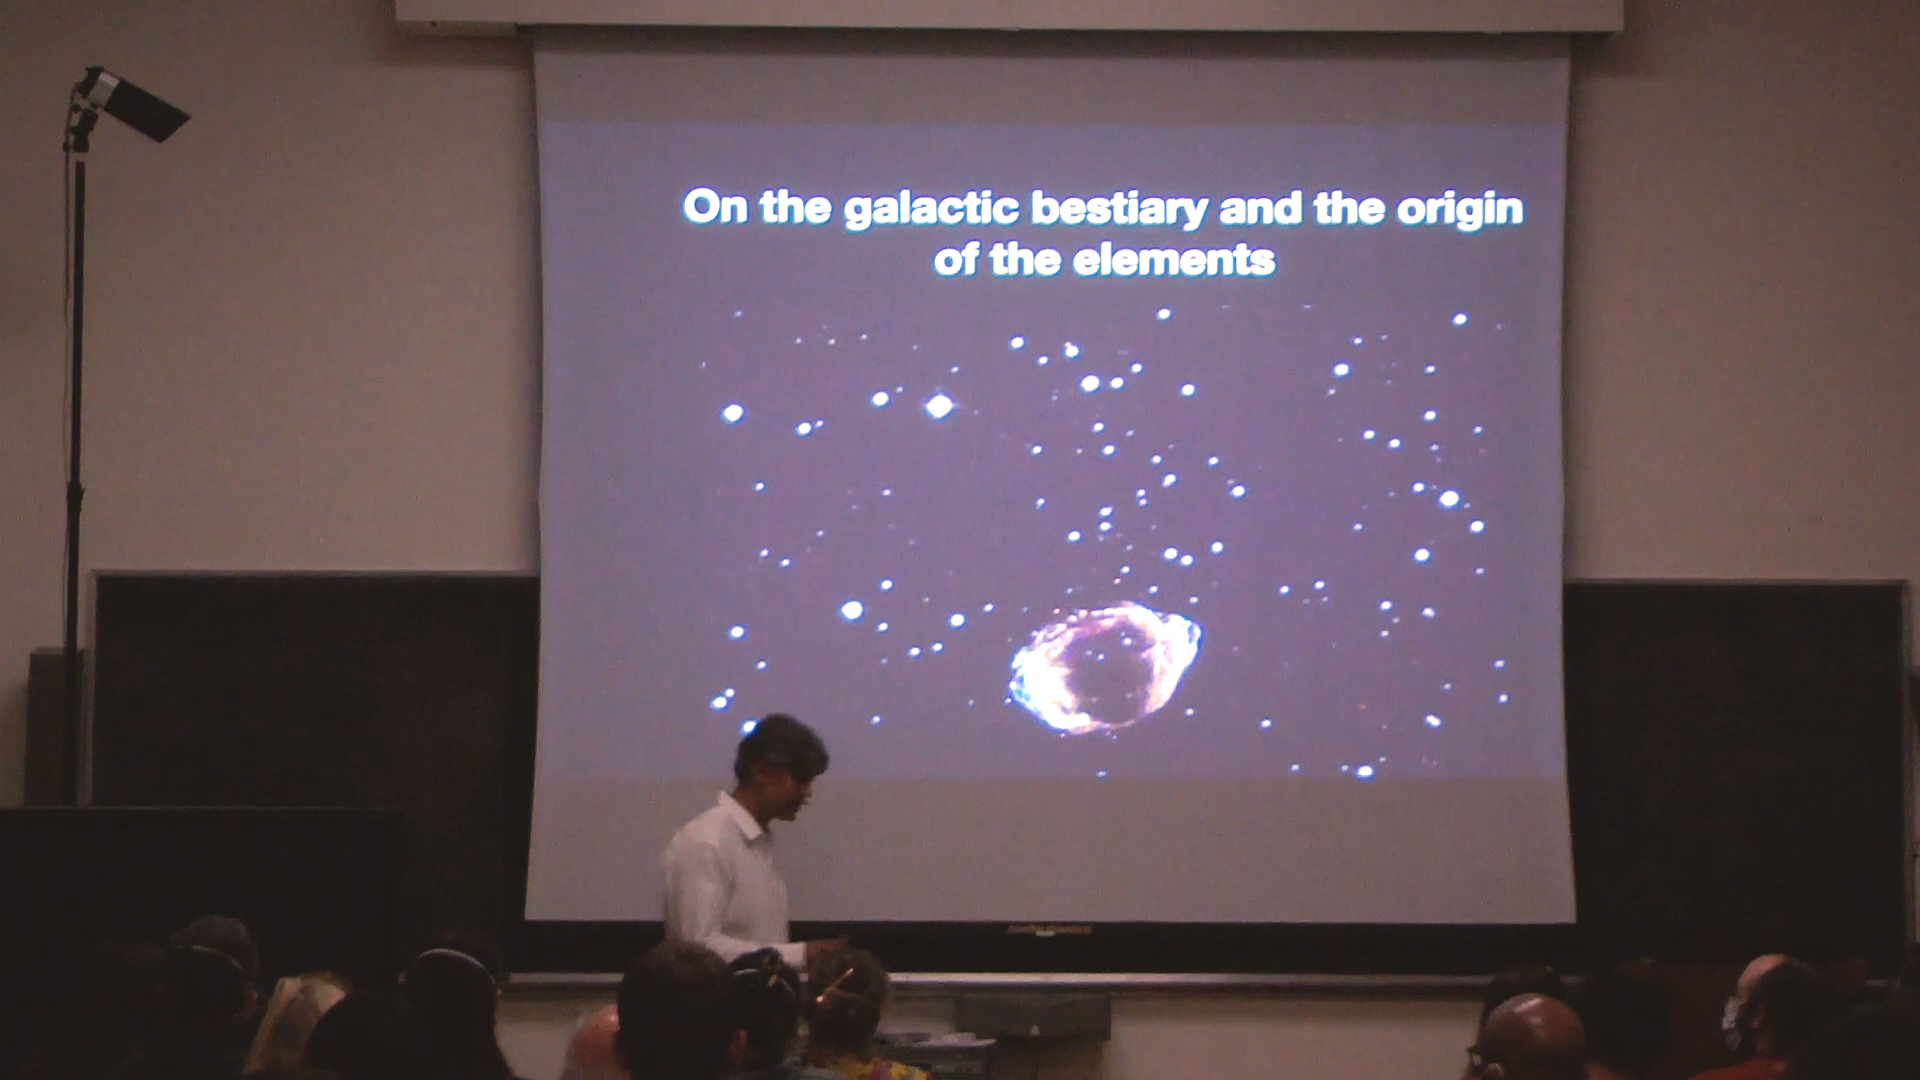 On the galactic bestiary and the origin
of the elements